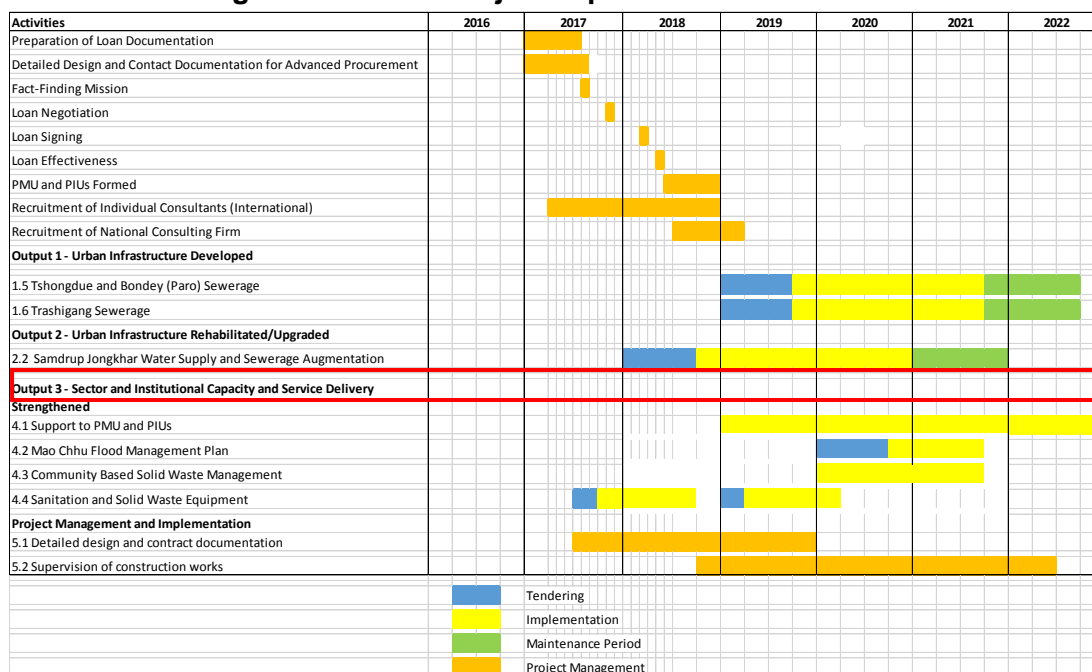 Activities 2016 2017 2018 2019 2020 2021 2022
Preparation of Loan Documentation
Detailed Design and Contact Documentation for Advanced Procurement
Fact-Finding Mission
Loan Negotiation
Loan Signing
Loan Effectiveness
PMU and PIUs Formed
Recruitment of Individual Consultants (International)
Recruitment of National Consulting Firm
Output 1 - Urban Infrastructure Developed
1.5 Tshongdue and Bondey (Paro) Sewerage
1.6 Trashigang Sewerage
Output 2 - Urban Infrastructure Rehabilitated/Upgraded
2.2 Samdrup Jongkhar Water Supply and Sewerage Augmentation
Output 3 - Sector and Institutional Capacity and Service Delivery
Strengthened
4.1 Support to PMU and PIUs
4.2 Mao Chhu Flood Management Plan
4.3 Community Based Solid Waste Management
4.4 Sanitation and Solid Waste Equipment
Project Management and Implementation
5.1 Detailed design and contract documentation
5.2 Supervision of construction works
Tendering
Implementation
Maintenance Period
Project Management